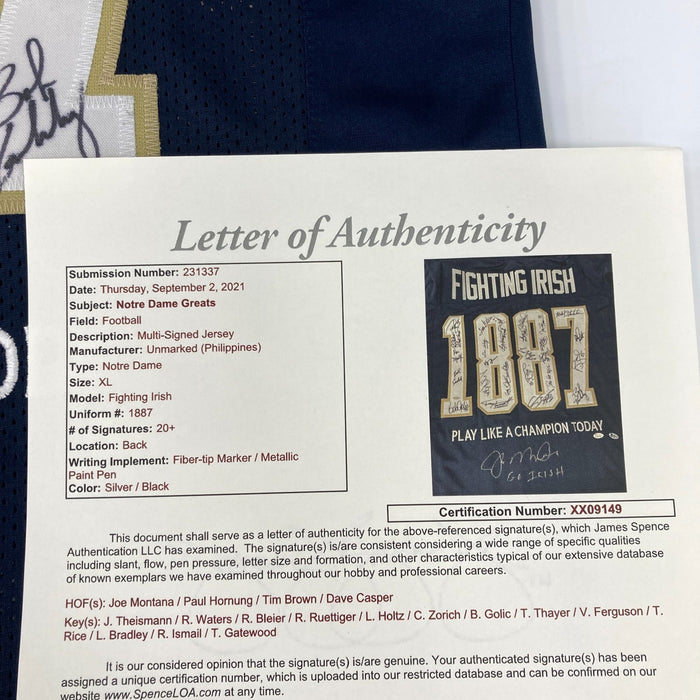 Letter of Authenticity
Submission Number: 231337
Date: Thursday, September 2, 2021
Subject: Notre Dame Greats
Field: Football
Description: Multi-Signed Jersey
Manufacturer: Unmarked (Philippines)
Type: Notre Dame
Size: XL
Model: Fighting Irish
Uniform #: 1887
# of Signatures: 20+
Location: Back
Writing Implement: Fiber-tip Marker / Metallic
Paint Pen
Color: Silver / Black
FIGHTING IRISH
1887
PLAY LIKE A CHAMPION TODAY
GO IRISH
Certification Number: XX09149
This document shall serve as a letter of authenticity for the above-referenced signature(s), which James Spence
Authentication LLC has examined. The signature(s) is/are consistent considering a wide range of specific qualities
including slant, flow, pen pressure, letter size and formation, and other characteristics typical of our extensive database
of known exemplars we have examined throughout our hobby and professional careers.
HOF(s): Joe Montana / Paul Hornung / Tim Brown / Dave Casper
Key(s): J. Theismann / R. Waters / R. Bleier / R. Ruettiger / L. Holtz / C. Zorich / B. Golic / T. Thayer / V. Ferguson / T.
Rice / L. Bradley / R. Ismail / T. Gatewood
It is our considered opinion that the signature(s) is/are genuine. Your authenticated signature(s) has been
assigned a unique certification number, which is uploaded into our restricted database and can be confirmed on our
website www.SpenceLOA.com at any time.